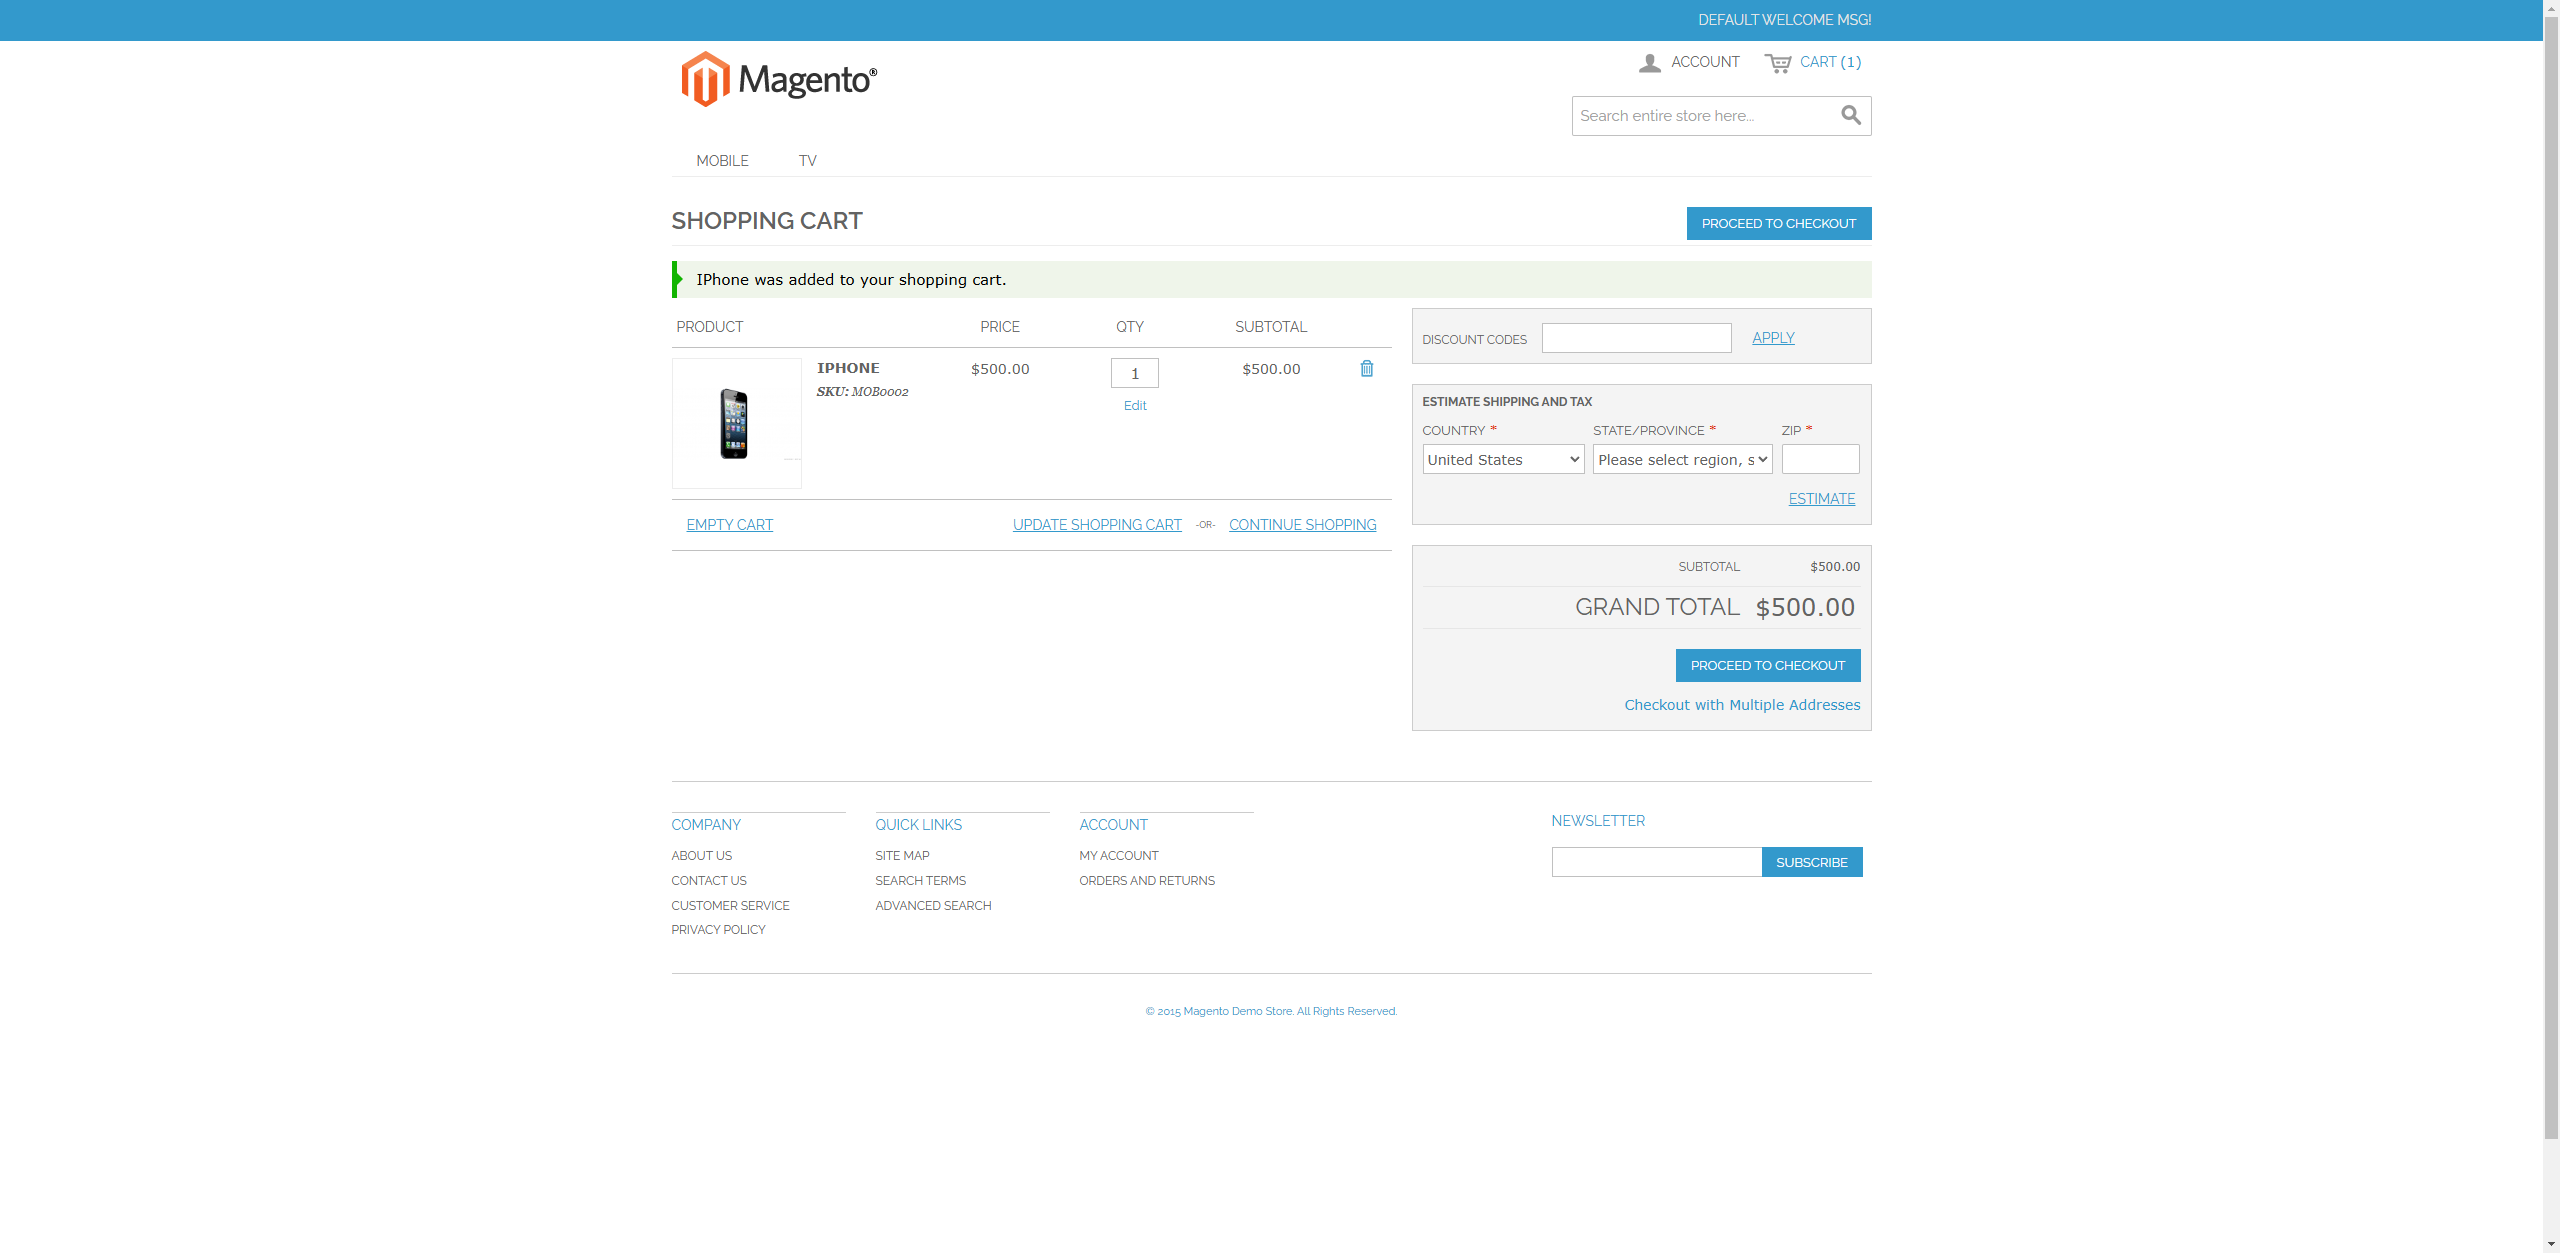 DEFAULT WELCOME MSG!
Magento®
ACCOUNT
CART (1)
Search entire store here...
MOBILE
TV
SHOPPING CART
PROCEED TO CHECKOUT
IPhone was added to your shopping cart.
PRODUCT PRICE QTY SUBTOTAL
IPHONE $500.00 1 $500.00
SKU: MOB0002
Edit
EMPTY CART UPDATE SHOPPING CART -OR- CONTINUE SHOPPING
DISCOUNT CODES APPLY
ESTIMATE SHIPPING AND TAX
COUNTRY * STATE/PROVINCE * ZIP *
United States Please select region, s
ESTIMATE
SUBTOTAL $500.00
GRAND TOTAL $500.00
PROCEED TO CHECKOUT
Checkout with Multiple Addresses
COMPANY
ABOUT US
CONTACT US
CUSTOMER SERVICE
PRIVACY POLICY
QUICK LINKS
SITE MAP
SEARCH TERMS
ADVANCED SEARCH
ACCOUNT
MY ACCOUNT
ORDERS AND RETURNS
NEWSLETTER
SUBSCRIBE
© 2015 Magento Demo Store. All Rights Reserved.